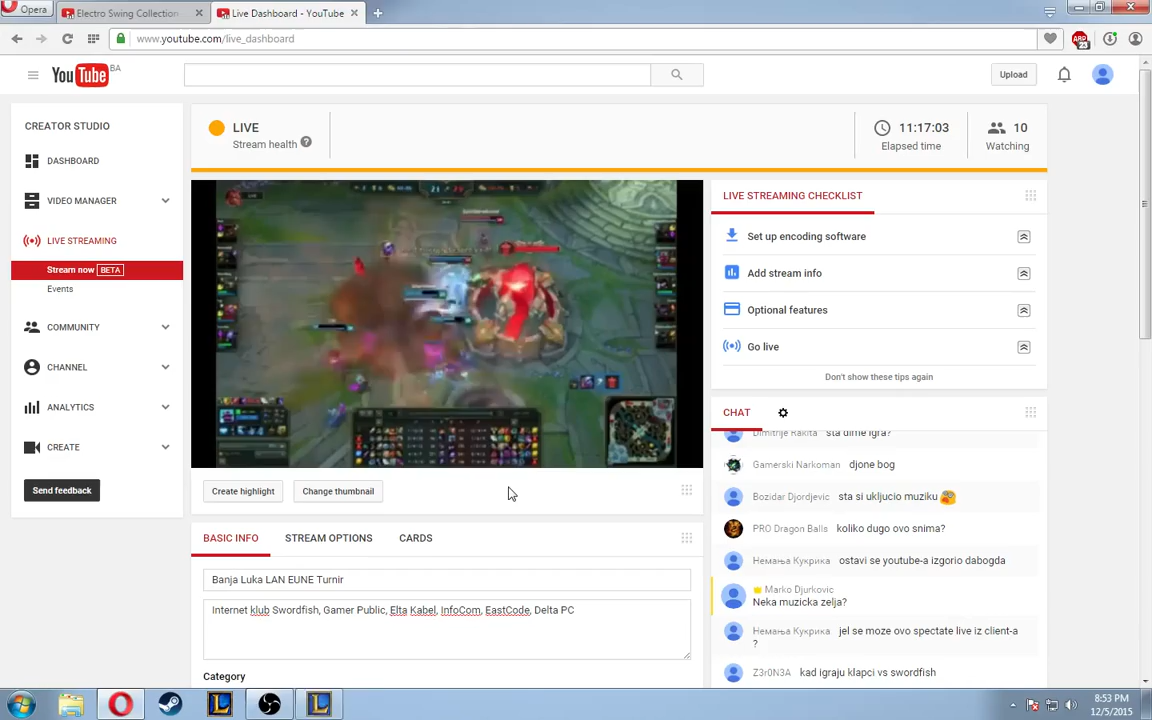 Opera
Electro Swing Collection
Live Dashboard - YouTube
www.youtube.com/live_dashboard
23
YouTube BA
Upload
CREATOR STUDIO
DASHBOARD
VIDEO MANAGER
LIVE STREAMING
Stream now BETA
Events
COMMUNITY
CHANNEL
ANALYTICS
CREATE
Send feedback
LIVE
Stream health ?
11:17:03
Elapsed time
10
Watching
Create highlight
Change thumbnail
BASIC INFO
STREAM OPTIONS
CARDS
Banja Luka LAN EUNE Turnir
Internet klub Swordfish, Gamer Public, Elta Kabel, InfoCom, EastCode, Delta PC
Category
LIVE STREAMING CHECKLIST
Set up encoding software
Add stream info
Optional features
Go live
Don't show these tips again
CHAT
Dimitrije Rakita sta dime igra?
Gamerski Narkoman djone bog
Bozidar Djordjevic sta si ukljucio muziku
PRO Dragon Balls koliko dugo ovo snima?
Немања Кукрика ostavi se youtube-a izgorio dabogda
Marko Djurkovic
Neka muzicka zelja?
Немања Кукрика jel se moze ovo spectate live iz client-a
?
Z3r0N3A kad igraju klapci vs swordfish
8:53 PM
12/5/2015